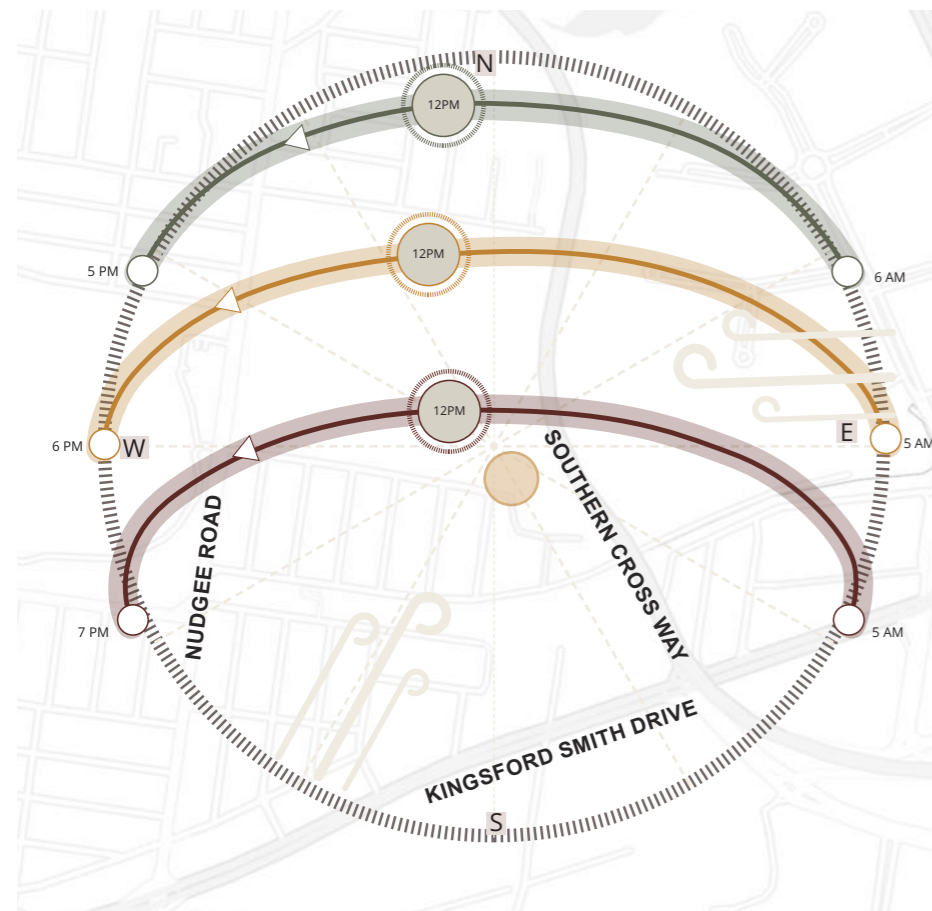 N
12PM
5 PM
6 AM
12PM
6 PM
W
E
5 AM
12PM
SOUTHERN CROSS WAY
NUDGEE ROAD
7 PM
5 AM
KINGSFORD SMITH DRIVE
S